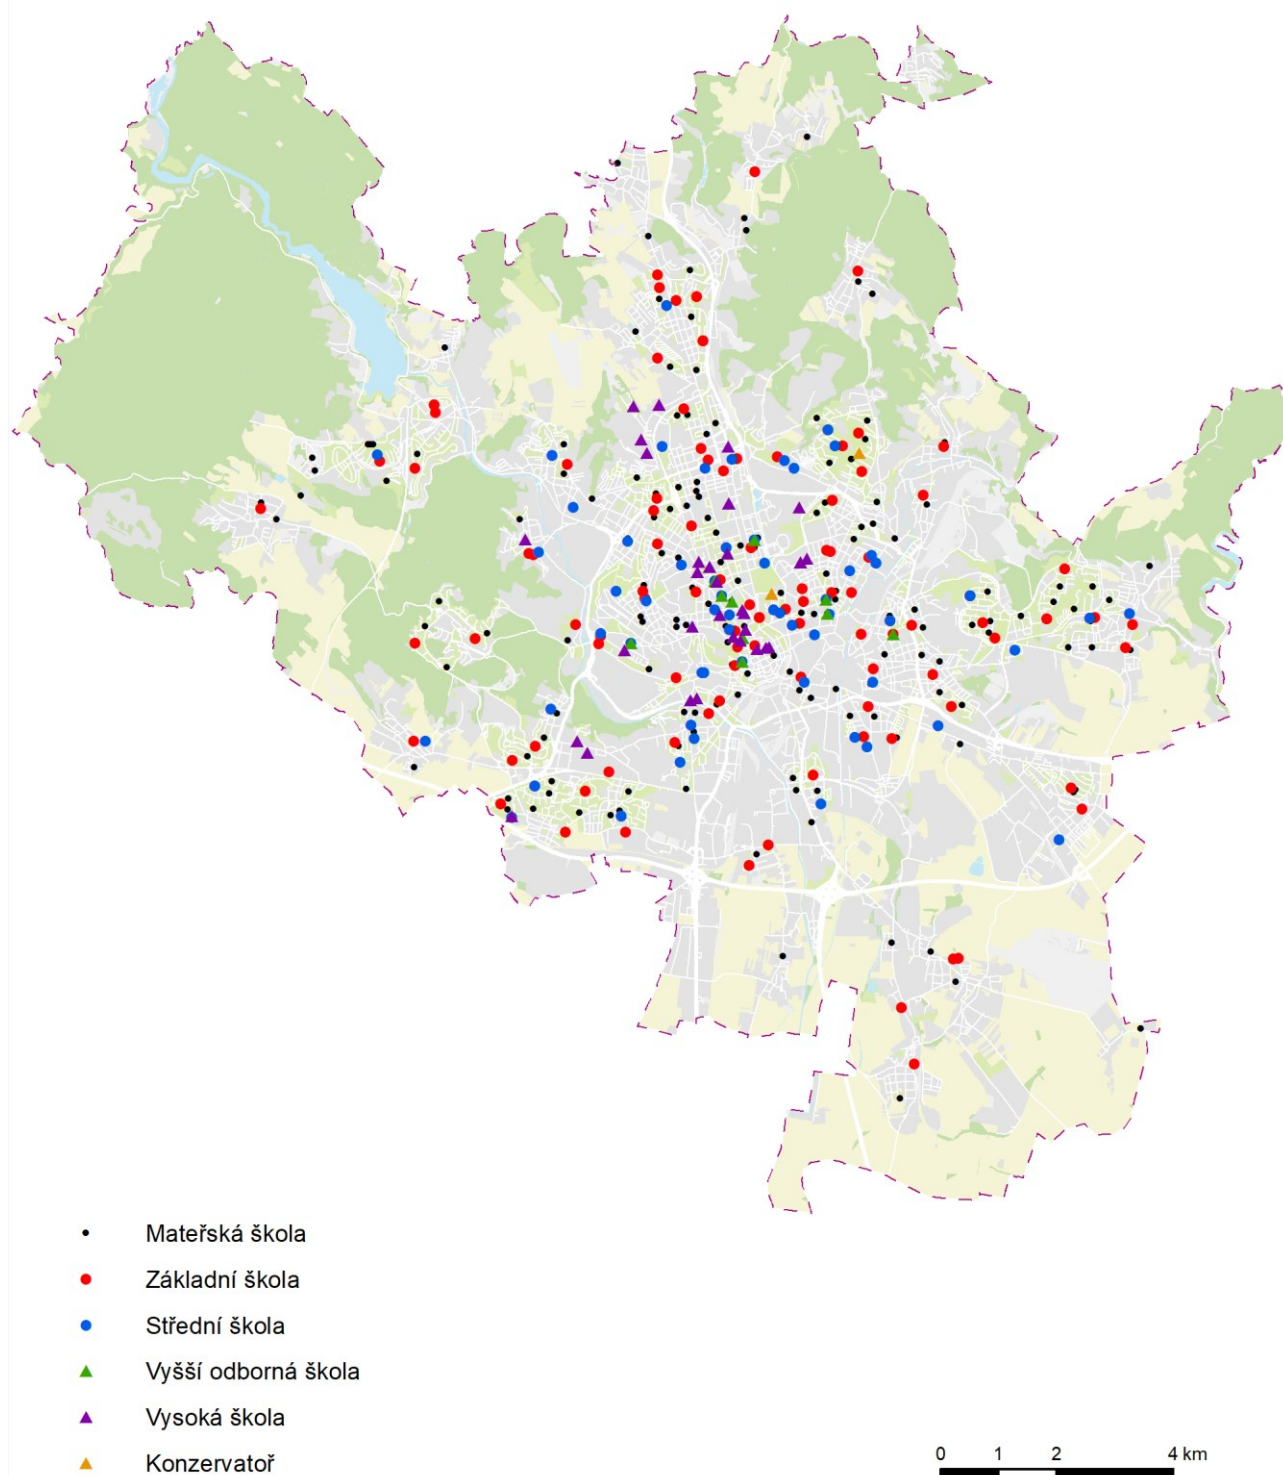 Mateřská škola
Základní škola
Střední škola
Vyšší odborná škola
Vysoká škola
Konzervatoř
0 1 2 4 km